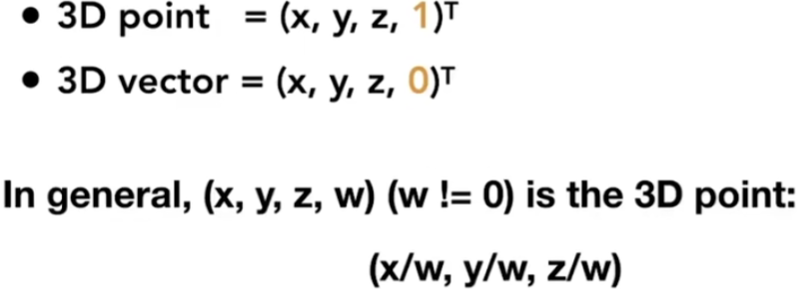 • 3D point = (x, y, z, 1)ᵀ
• 3D vector = (x, y, z, 0)ᵀ
In general, (x, y, z, w) (w != 0) is the 3D point:
(x/w, y/w, z/w)